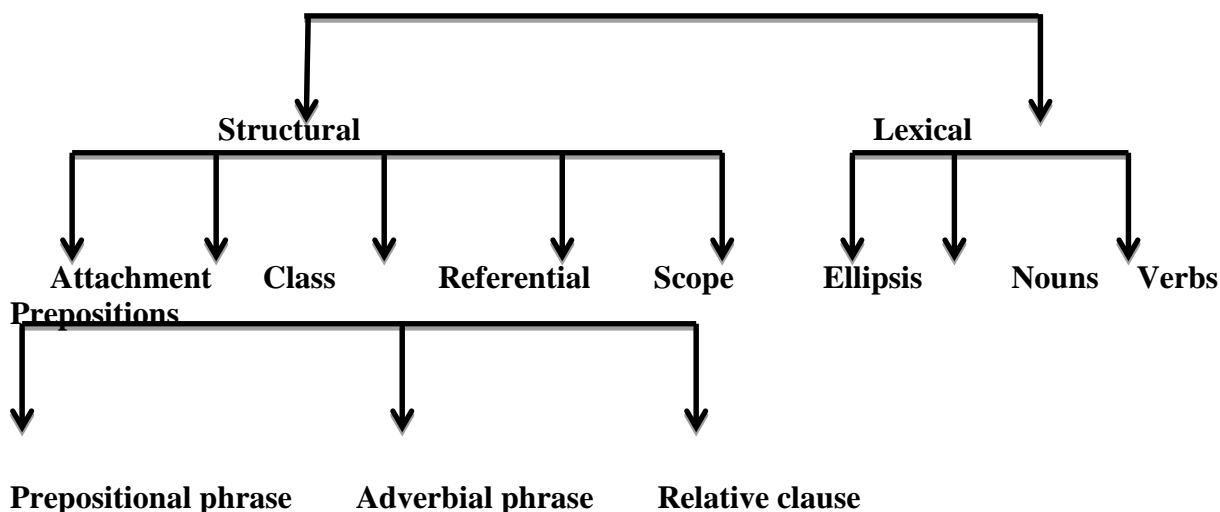 Structural Lexical
Attachment Class Referential Scope Ellipsis Nouns Verbs
Prepositions
Prepositional phrase Adverbial phrase Relative clause